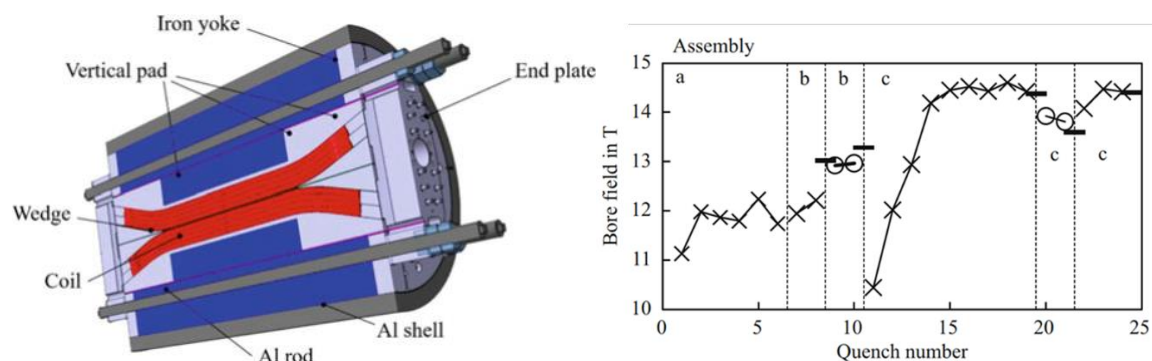 Iron yoke
Vertical pad
End plate
Wedge
Coil
Al shell
Al rod
Assembly
a
b
b
c
c
c
15
14
13
12
11
10
Bore field in T
0
5
10
15
20
25
Quench number